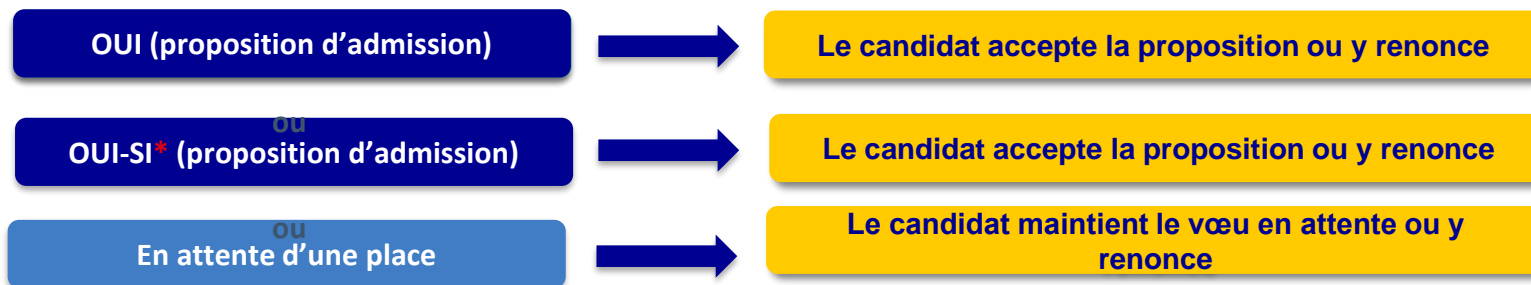 OUI (proposition d’admission)
Le candidat accepte la proposition ou y renonce
ou
OUI-SI* (proposition d’admission)
Le candidat accepte la proposition ou y renonce
ou
En attente d’une place
Le candidat maintient le vœu en attente ou y
renonce